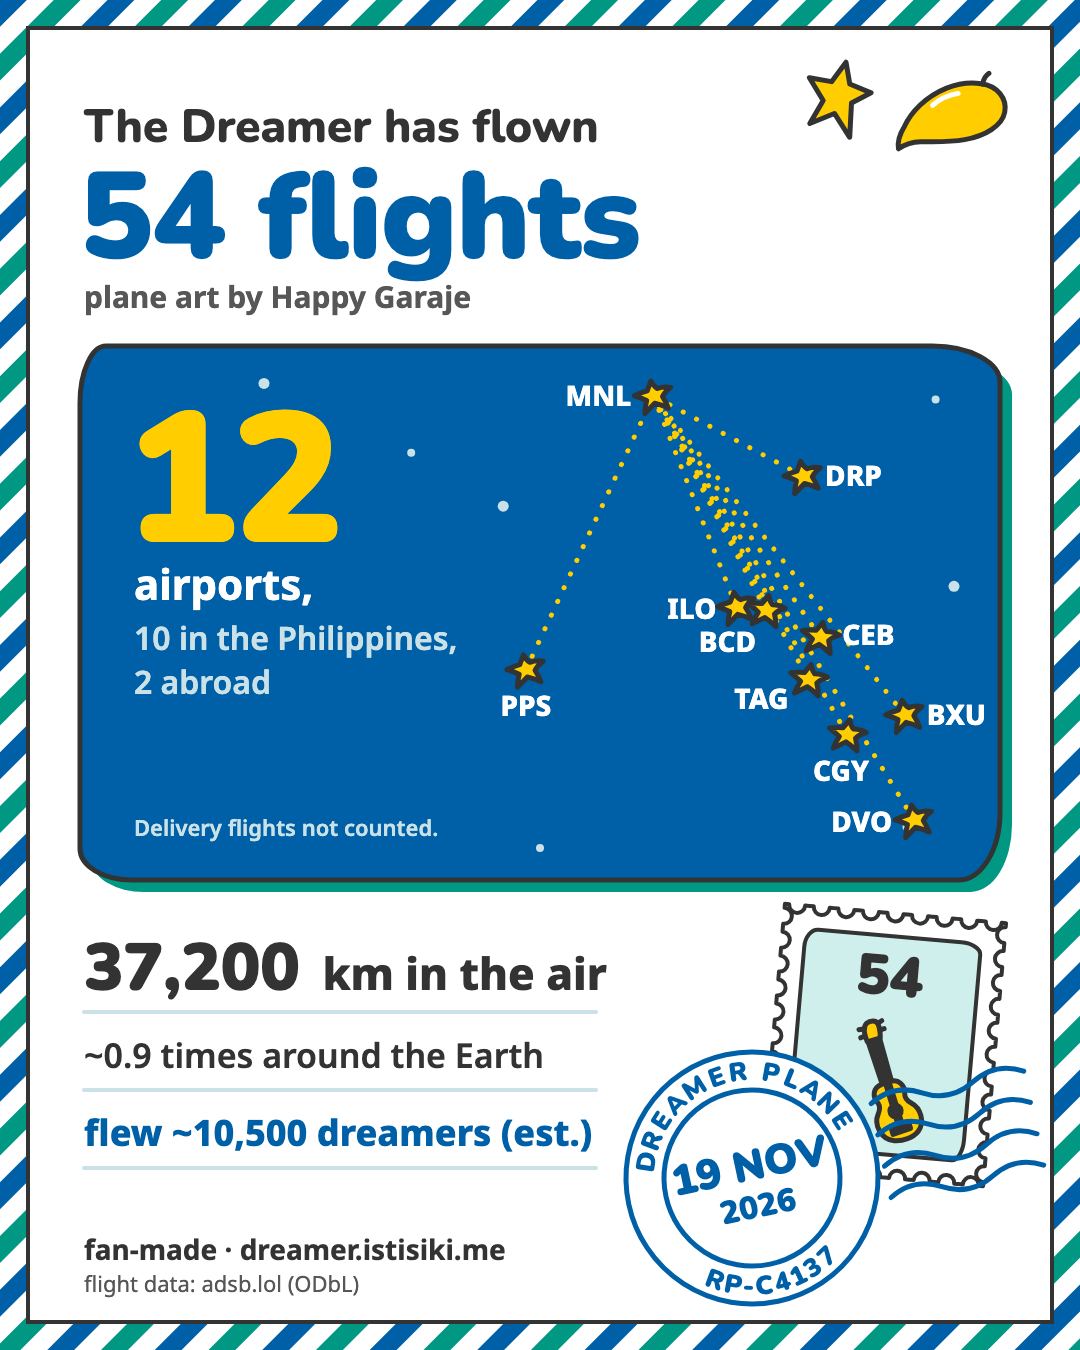 The Dreamer has flown
54 flights
plane art by Happy Garaje
12
airports,
10 in the Philippines,
2 abroad
MNL
DRP
ILO
BCD
CEB
PPS
TAG
BXU
CGY
DVO
Delivery flights not counted.
37,200 km in the air
~0.9 times around the Earth
flew ~10,500 dreamers (est.)
54
DREAMER PLANE
19 NOV
2026
RP-C4137
fan-made · dreamer.istisiki.me
flight data: adsb.lol (ODbL)